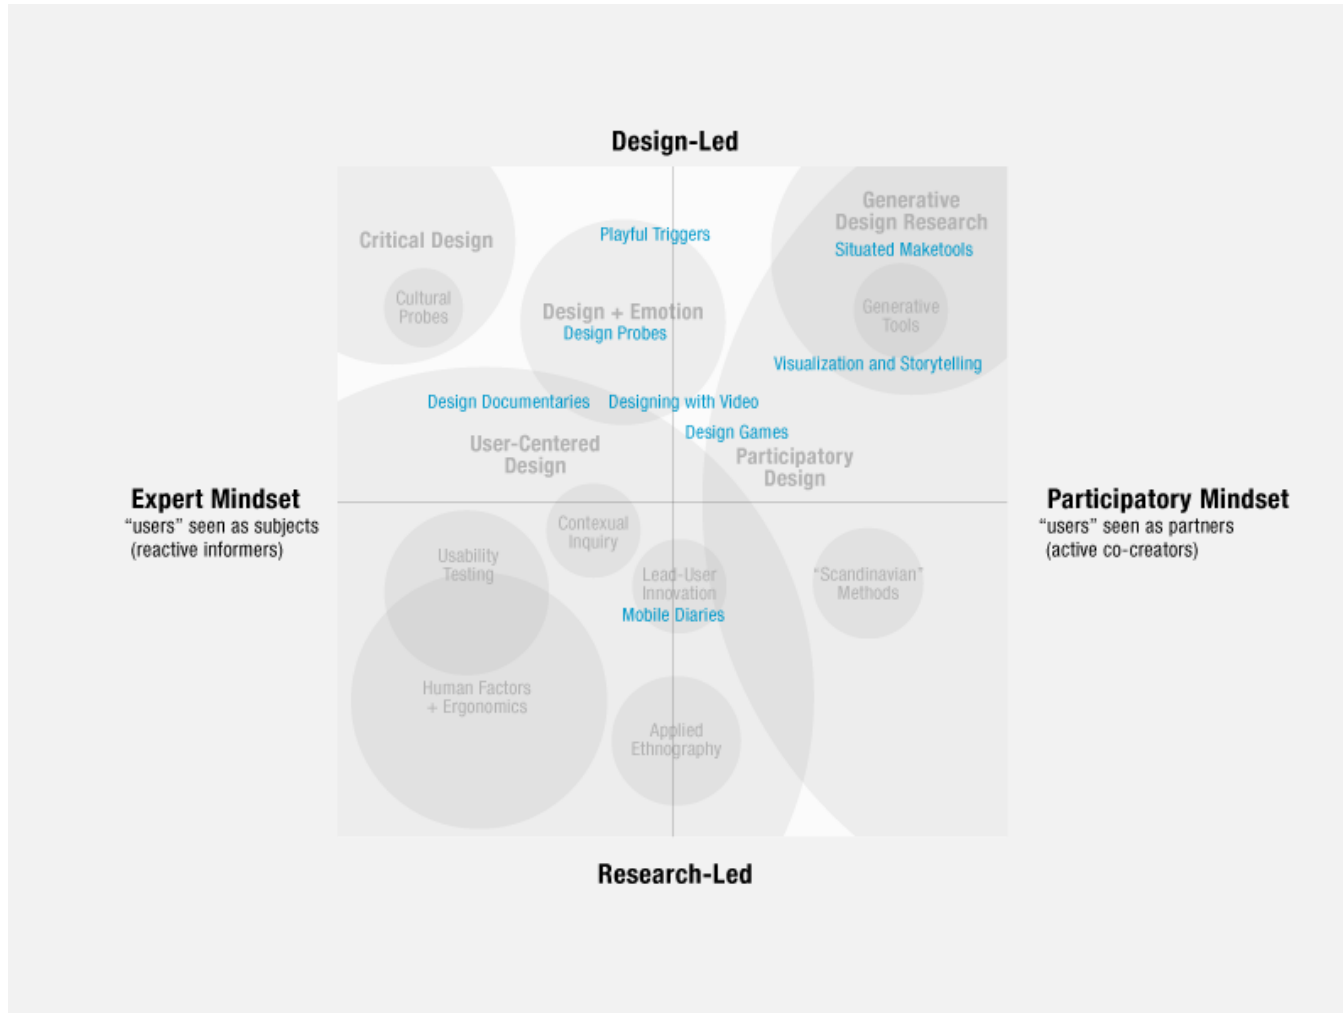 Design-Led
Generative
Design Research
Critical Design
Playful Triggers
Situated Maketools
Cultural
Probes
Design + Emotion
Generative
Tools
Design Probes
Visualization and Storytelling
Design Documentaries
Designing with Video
Design Games
User-Centered
Design
Participatory
Design
Expert Mindset
“users” seen as subjects
(reactive informers)
Participatory Mindset
“users” seen as partners
(active co-creators)
Contexual
Inquiry
Usability
Testing
Lead-User
Innovation
“Scandinavian”
Methods
Mobile Diaries
Human Factors
+ Ergonomics
Applied
Ethnography
Research-Led